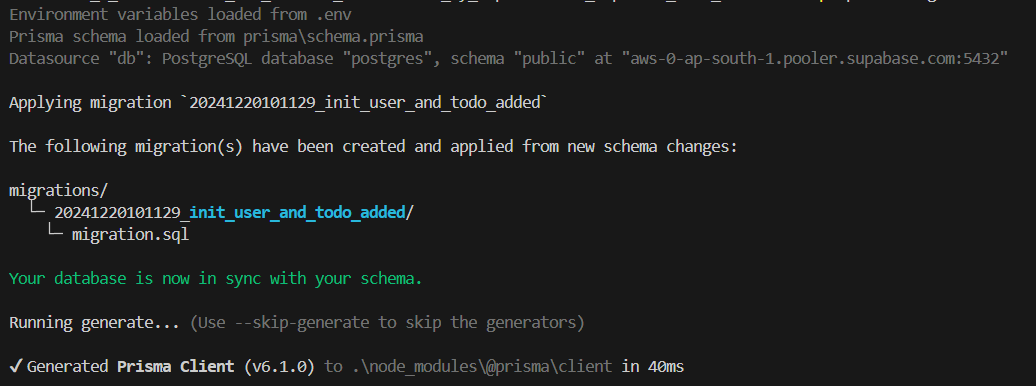 Environment variables loaded from .env
Prisma schema loaded from prisma\schema.prisma
Datasource "db": PostgreSQL database "postgres", schema "public" at "aws-0-ap-south-1.pooler.supabase.com:5432"
Applying migration `20241220101129_init_user_and_todo_added`
The following migration(s) have been created and applied from new schema changes:
migrations/
└─ 20241220101129_init_user_and_todo_added/
└─ migration.sql
Your database is now in sync with your schema.
Running generate... (Use --skip-generate to skip the generators)
✔ Generated Prisma Client (v6.1.0) to .\node_modules\@prisma\client in 40ms